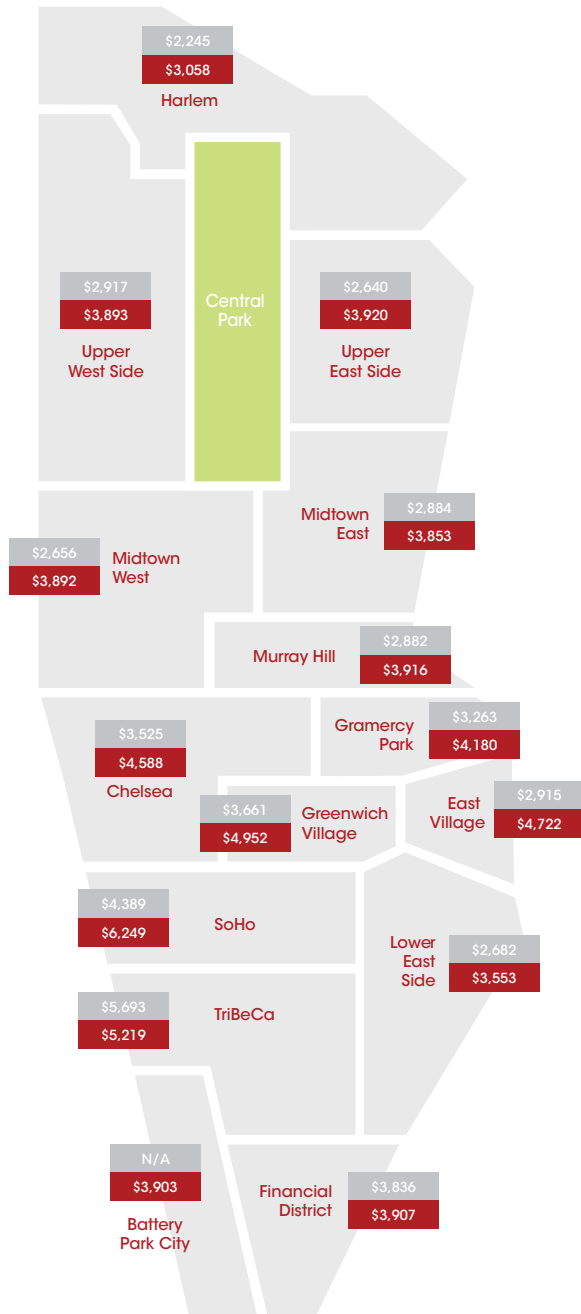 $2,245
$3,058
Harlem
Central
Park
$2,917
$3,893
Upper
West Side
$2,640
$3,920
Upper
East Side
Midtown
East
$2,884
$3,853
$2,656
$3,892
Midtown
West
Murray Hill
$2,882
$3,916
Gramercy
Park
$3,263
$4,180
$3,525
$4,588
Chelsea
$3,661
$4,952
Greenwich
Village
East
Village
$2,915
$4,722
$4,389
$6,249
SoHo
Lower
East
Side
$2,682
$3,553
$5,693
$5,219
TriBeCa
N/A
$3,903
Battery
Park City
Financial
District
$3,836
$3,907